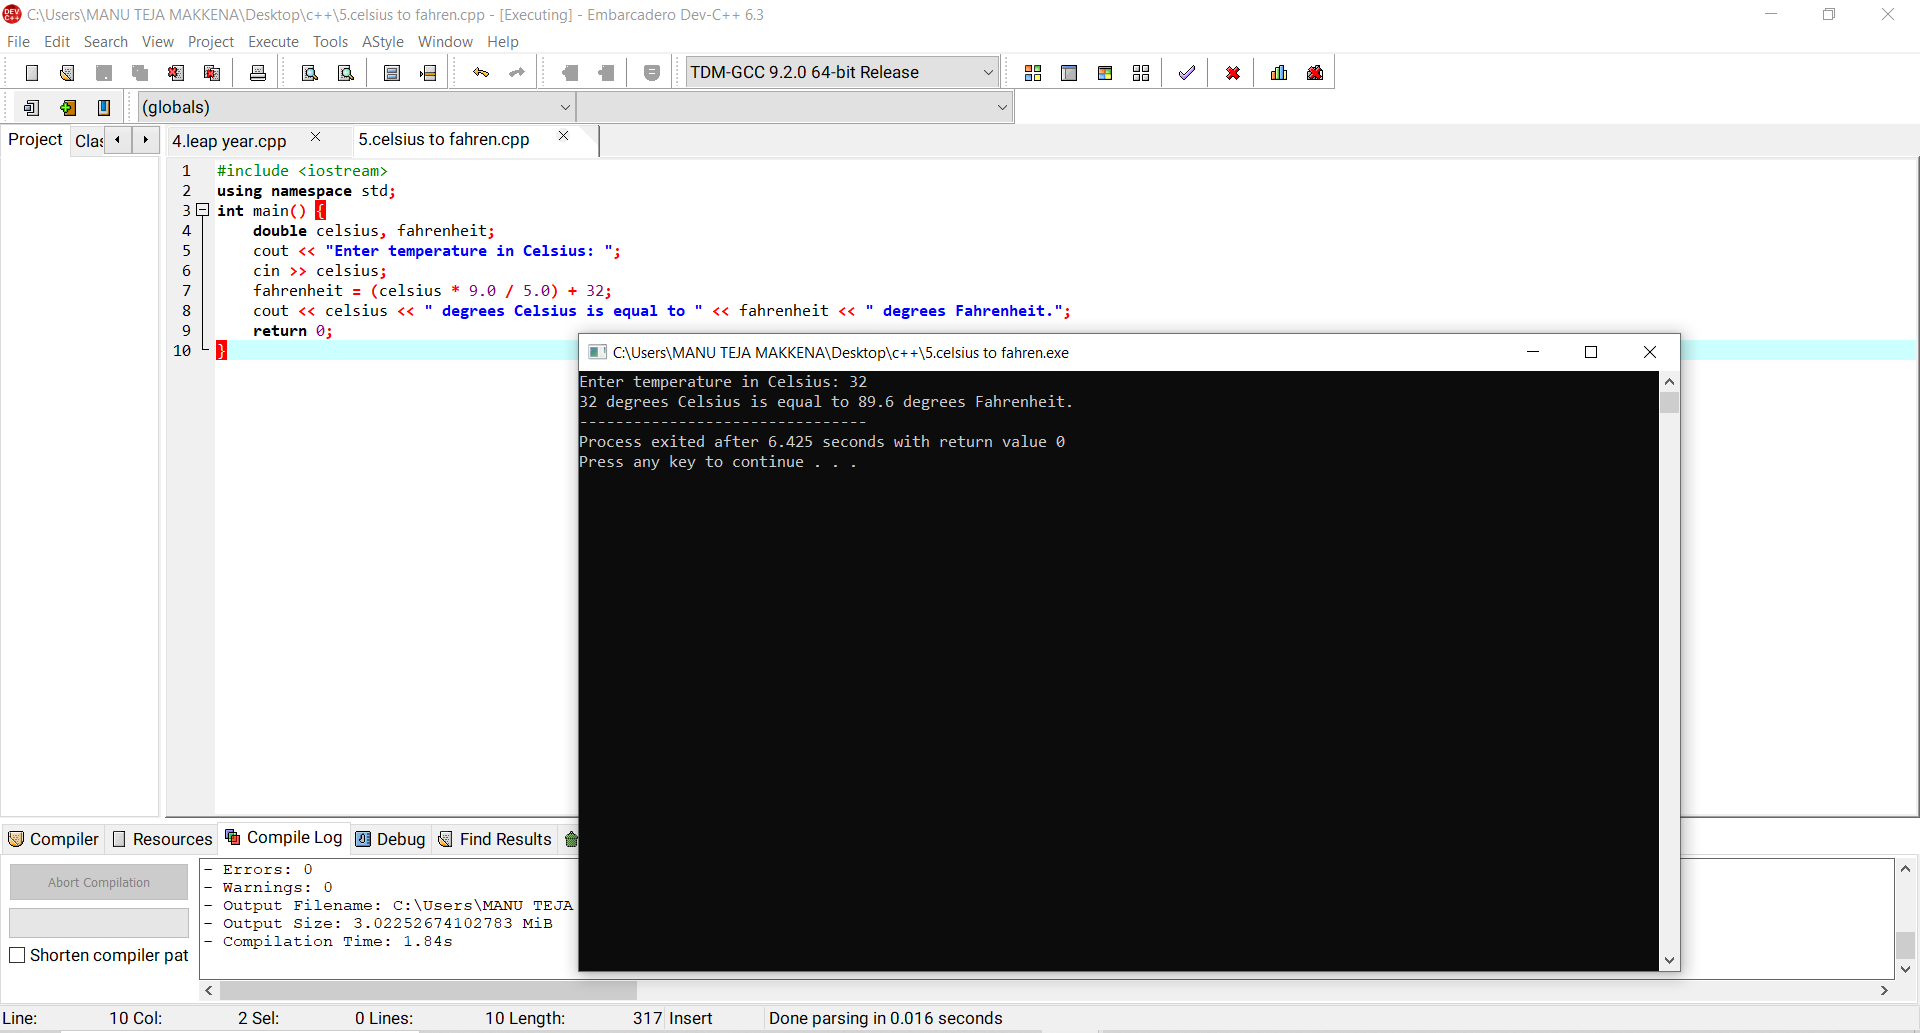 DEV C++ C:\Users\MANU TEJA MAKKENA\Desktop\c++\5.celsius to fahren.cpp - [Executing] - Embarcadero Dev-C++ 6.3
File Edit Search View Project Execute Tools AStyle Window Help
TDM-GCC 9.2.0 64-bit Release
(globals)
Project Clas 4.leap year.cpp 5.celsius to fahren.cpp
1 #include <iostream>
2 using namespace std;
3 int main() {
4 double celsius, fahrenheit;
5 cout << "Enter temperature in Celsius: ";
6 cin >> celsius;
7 fahrenheit = (celsius * 9.0 / 5.0) + 32;
8 cout << celsius << " degrees Celsius is equal to " << fahrenheit << " degrees Fahrenheit.";
9 return 0;
10 }
C:\Users\MANU TEJA MAKKENA\Desktop\c++\5.celsius to fahren.exe
Enter temperature in Celsius: 32
32 degrees Celsius is equal to 89.6 degrees Fahrenheit.
--------------------------------
Process exited after 6.425 seconds with return value 0
Press any key to continue . . .
Compiler Resources Compile Log Debug Find Results
Abort Compilation
Shorten compiler pat
- Errors: 0
- Warnings: 0
- Output Filename: C:\Users\MANU TEJA
- Output Size: 3.02252674102783 MiB
- Compilation Time: 1.84s
Line: 10 Col: 2 Sel: 0 Lines: 10 Length: 317 Insert Done parsing in 0.016 seconds